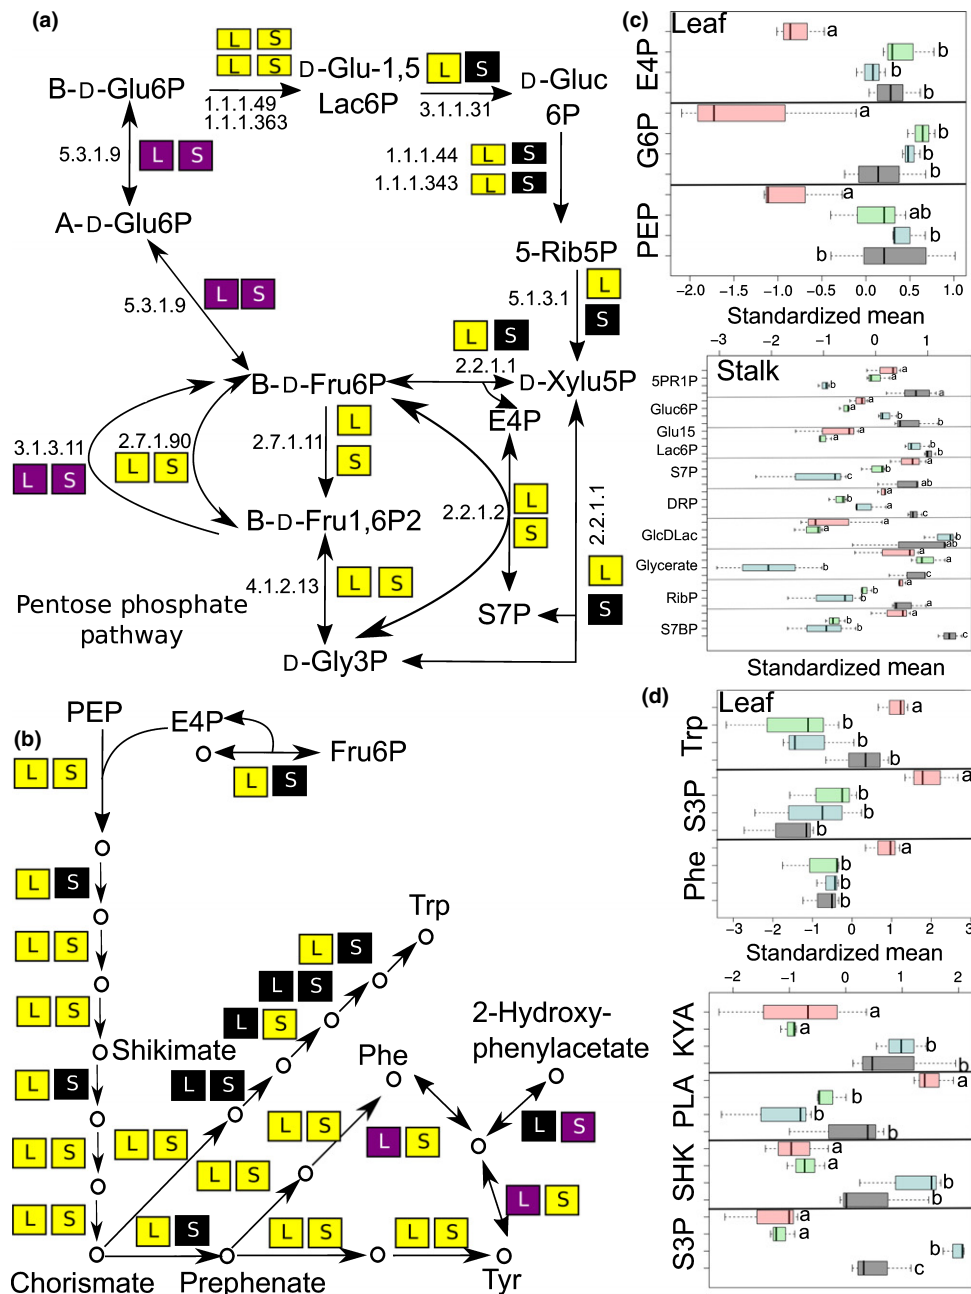 (a)
L S
L S
B-D-Glu6P
1.1.1.49
1.1.1.363
D-Glu-1,5
Lac6P
L S
3.1.1.31
D-Gluc
6P
5.3.1.9
L S
1.1.1.44
L S
1.1.1.343
L S
A-D-Glu6P
5-Rib5P
5.3.1.9
L S
5.1.3.1
L
S
L S
2.2.1.1
B-D-Fru6P
D-Xylu5P
E4P
3.1.3.11
L S
2.7.1.90
L S
2.7.1.11
L
S
2.2.1.2
L
S
2.2.1.1
L
S
B-D-Fru1,6P2
4.1.2.13
L S
Pentose phosphate
pathway
S7P
D-Gly3P
(b)
PEP
E4P
Fru6P
L S
L S
L S
L S
L S
L S
L S
L S
Shikimate
Trp
L S
L S
L S
L S
L S
Phe
2-Hydroxy-
phenylacetate
L S
L S
L S
L S
L S
L S
L S
L S
Chorismate
Prephenate
Tyr
(c)
Leaf
E4P
a
b
b
b
G6P
a
b
b
b
PEP
a
ab
b
b
−2.0 −1.5 −1.0 −0.5 0.0 0.5 1.0
Standardized mean
−3 −2 −1 0 1
Stalk
5PR1P
a
a
b
a
Gluc6P
a
a
b
b
Glu15
Lac6P
a
a
b
b
S7P
a
b
c
ab
DRP
a
b
a
c
GlcDLac
a
a
b
ab
Glycerate
a
a
b
c
RibP
a
b
b
a
S7BP
a
b
b
c
Standardized mean
(d)
Leaf
Trp
a
b
b
b
S3P
a
b
b
b
Phe
a
b
b
b
−3 −2 −1 0 1 2 3
Standardized mean
−2 −1 0 1 2
KYA
a
a
b
b
PLA
a
b
b
b
SHK
a
a
b
b
S3P
a
a
b
c